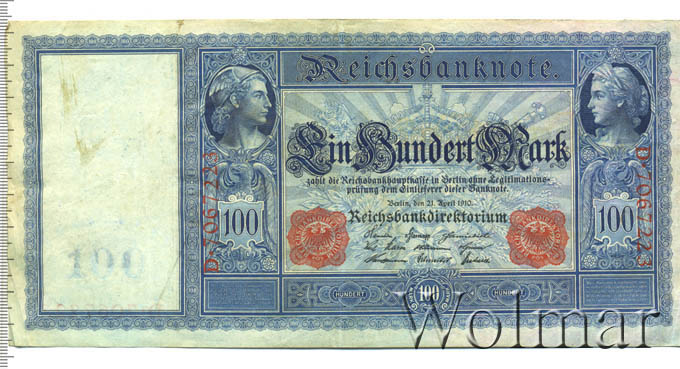 Reichsbanknote.
Ein Hundert Mark
zahlt die Reichsbankhauptkasse in Berlin ohne Legitimations-
prüfung dem Einlieferer dieser Banknote.
Berlin, den 21. April 1910.
Reichsbankdirektorium
100
100
100
HUNDERT
100
HUNDERT
Wolmar